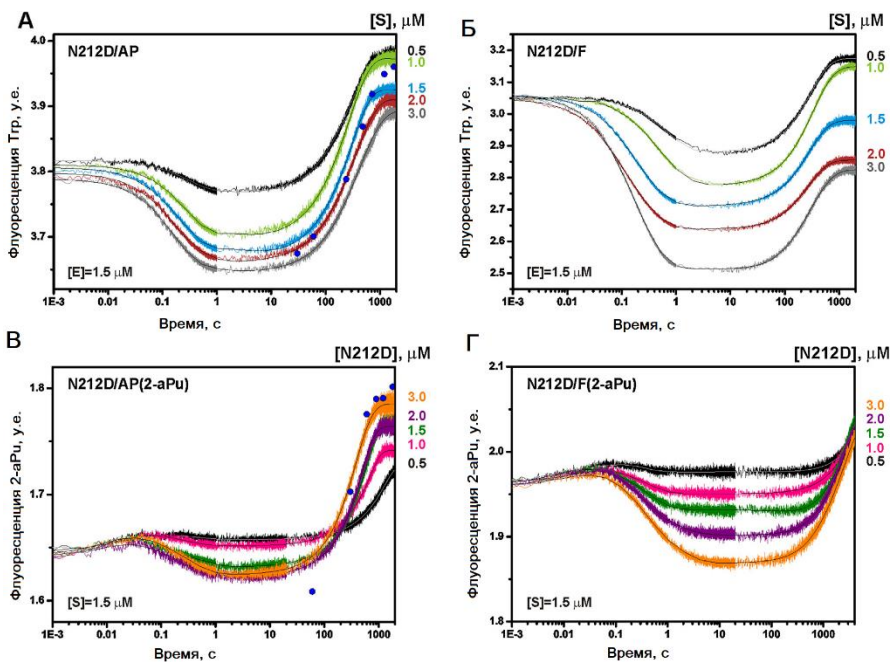 А
[S], μM
N212D/AP
0.5
1.0
1.5
2.0
3.0
4.0
3.9
3.8
3.7
Флуоресценция Trp, у.е.
[E]=1.5 μM
1E-3 0.01 0.1 1 10 100 1000
Время, с
Б
[S], μM
N212D/F
0.5
1.0
1.5
2.0
3.0
3.2
3.1
3.0
2.9
2.8
2.7
2.6
2.5
Флуоресценция Trp, у.е.
[E]=1.5 μM
1E-3 0.01 0.1 1 10 100 1000
Время, с
В
[N212D], μM
N212D/AP(2-aPu)
3.0
2.0
1.5
1.0
0.5
1.8
1.7
1.6
Флуоресценция 2-aPu, у.е.
[S]=1.5 μM
1E-3 0.01 0.1 1 10 100 1000
Время, с
Г
[N212D], μM
N212D/F(2-aPu)
3.0
2.0
1.5
1.0
0.5
2.1
2.0
1.9
1.8
Флуоресценция 2-aPu, у.е.
[S]=1.5 μM
1E-3 0.01 0.1 1 10 100 1000
Время, с